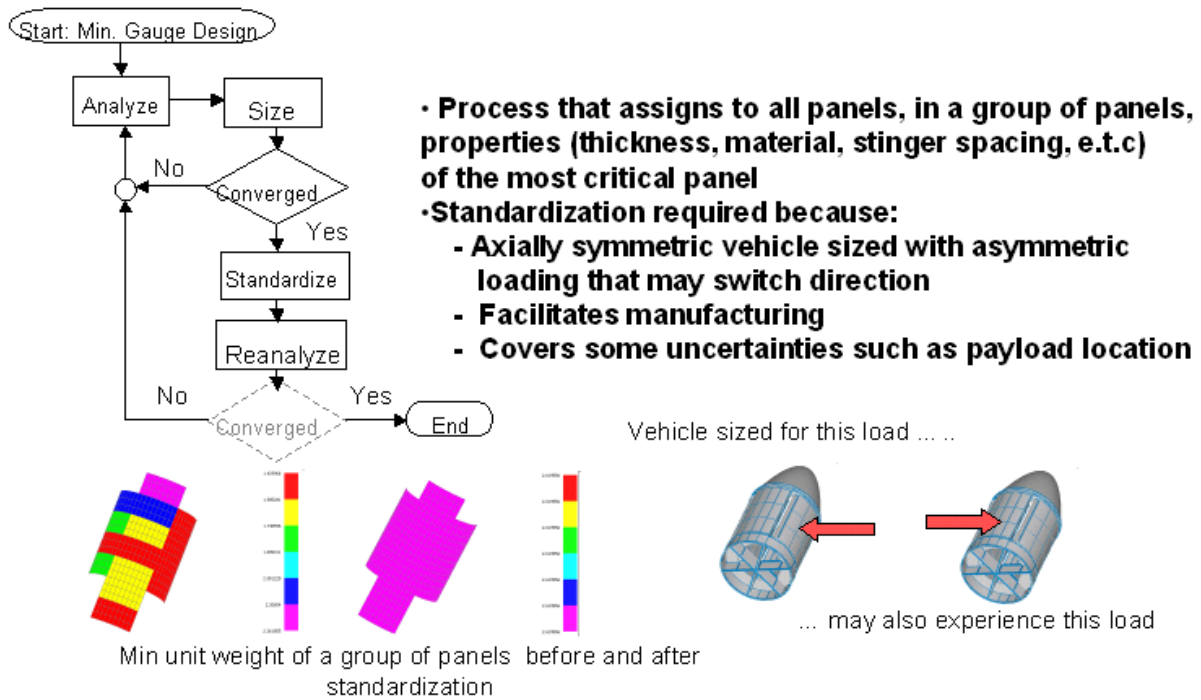 Start: Min. Gauge Design
Analyze
Size
No
Converged
Yes
Standardize
Reanalyze
No
Yes
Converged
End
· Process that assigns to all panels, in a group of panels,
properties (thickness, material, stinger spacing, e.t.c)
of the most critical panel
·Standardization required because:
- Axially symmetric vehicle sized with asymmetric
loading that may switch direction
- Facilitates manufacturing
- Covers some uncertainties such as payload location
Vehicle sized for this load ... ..
... may also experience this load
Min unit weight of a group of panels before and after
standardization